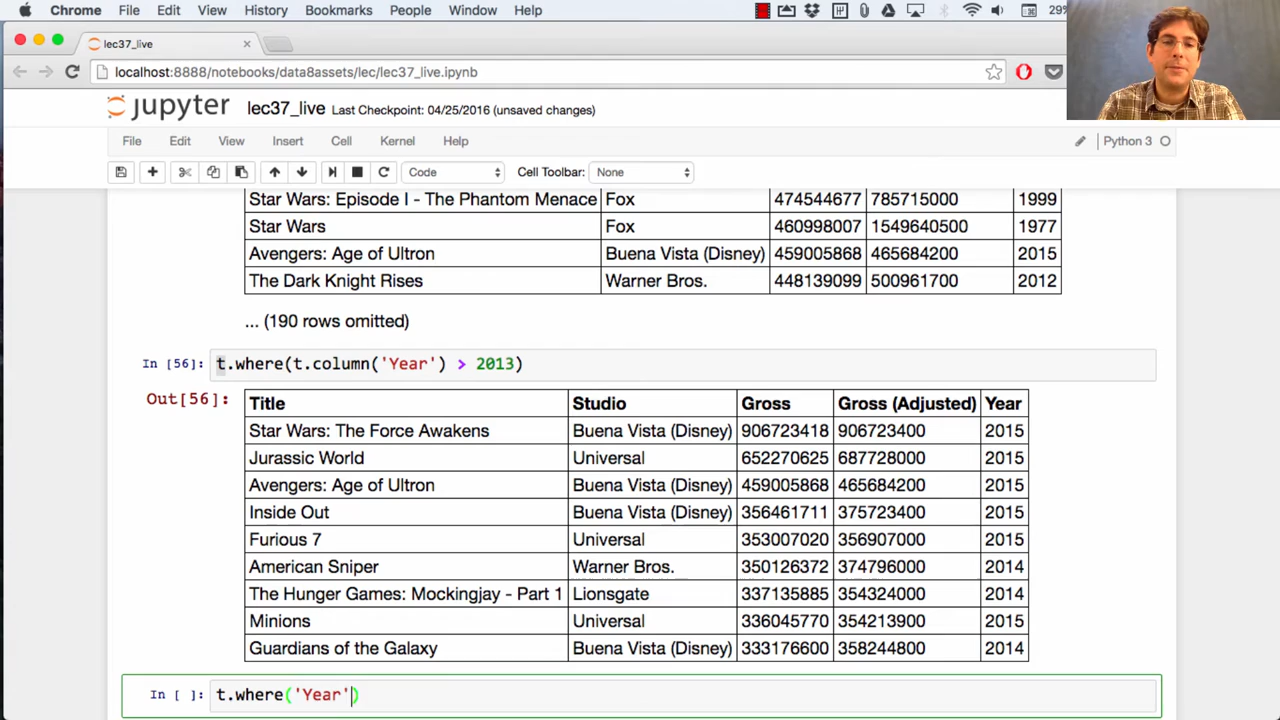 Chrome File Edit View History Bookmarks People Window Help 29%
lec37_live
localhost:8888/notebooks/data8assets/lec/lec37_live.ipynb
jupyter lec37_live Last Checkpoint: 04/25/2016 (unsaved changes)
File Edit View Insert Cell Kernel Help Python 3
Code Cell Toolbar: None
Star Wars: Episode I - The Phantom Menace Fox 474544677 785715000 1999
Star Wars Fox 460998007 1549640500 1977
Avengers: Age of Ultron Buena Vista (Disney) 459005868 465684200 2015
The Dark Knight Rises Warner Bros. 448139099 500961700 2012
... (190 rows omitted)
In [56]: t.where(t.column('Year') > 2013)
Out[56]: Title Studio Gross Gross (Adjusted) Year
Star Wars: The Force Awakens Buena Vista (Disney) 906723418 906723400 2015
Jurassic World Universal 652270625 687728000 2015
Avengers: Age of Ultron Buena Vista (Disney) 459005868 465684200 2015
Inside Out Buena Vista (Disney) 356461711 375723400 2015
Furious 7 Universal 353007020 356907000 2015
American Sniper Warner Bros. 350126372 374796000 2014
The Hunger Games: Mockingjay - Part 1 Lionsgate 337135885 354324000 2014
Minions Universal 336045770 354213900 2015
Guardians of the Galaxy Buena Vista (Disney) 333176600 358244800 2014
In [ ]: t.where('Year')